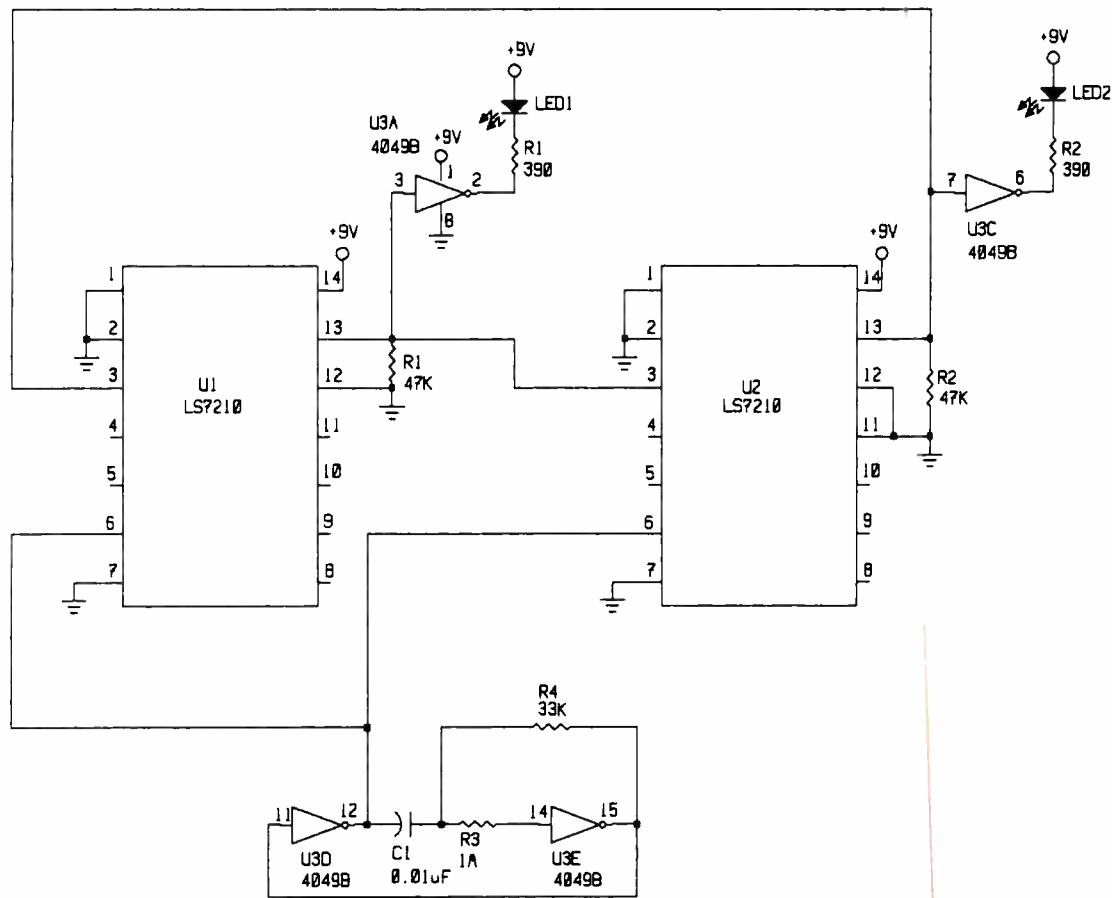 +9V
LED1
R1
390
U3A
4049B
+9V
1
3
2
8
+9V
LED2
R2
390
7
6
U3C
4049B
+9V
1
14
2
13
3
12
R1
47K
U1
LS7210
4
11
5
10
6
9
7
8
+9V
1
14
2
13
3
12
U2
LS7210
R2
47K
4
11
5
10
6
9
7
8
R4
33K
11
12
C1
0.01uF
R3
1A
14
15
U3D
4049B
U3E
4049B